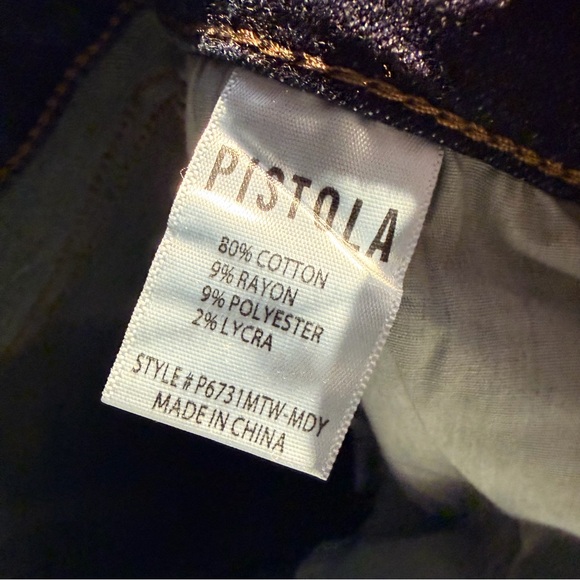 PISTOLA
80% COTTON
9% RAYON
9% POLYESTER
2% LYCRA
STYLE # P6731MTW-MDY
MADE IN CHINA